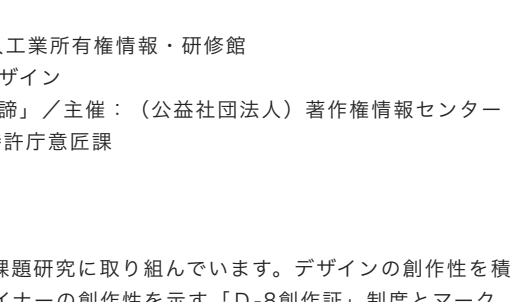 工業所有権情報・研修館
ザイン
諦」／主催：（公益社団法人）著作権情報センター
許庁意匠課
課題研究に取り組んでいます。デザインの創作性を積
イナーの創作性を示す「D-8創作証」制度とマーク